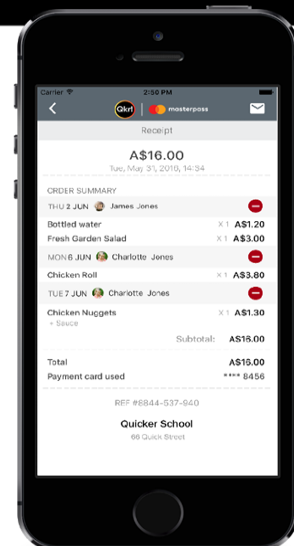 Carrier 2:50 PM
Qkr! masterpass
Receipt
A$16.00
Tue, May 31, 2016, 14:54
ORDER SUMMARY
THU 2 JUN James Jones
Bottled water X 1 A$1.20
Fresh Garden Salad X 1 A$3.00
MON 6 JUN Charlotte Jones
Chicken Roll X 1 A$3.80
TUE 7 JUN Charlotte Jones
Chicken Nuggets X 1 A$1.30
+ Sauce
Subtotal: A$16.00
Total A$16.00
Payment card used **** 8456
REF #8844-537-940
Quicker School
66 Quick Street